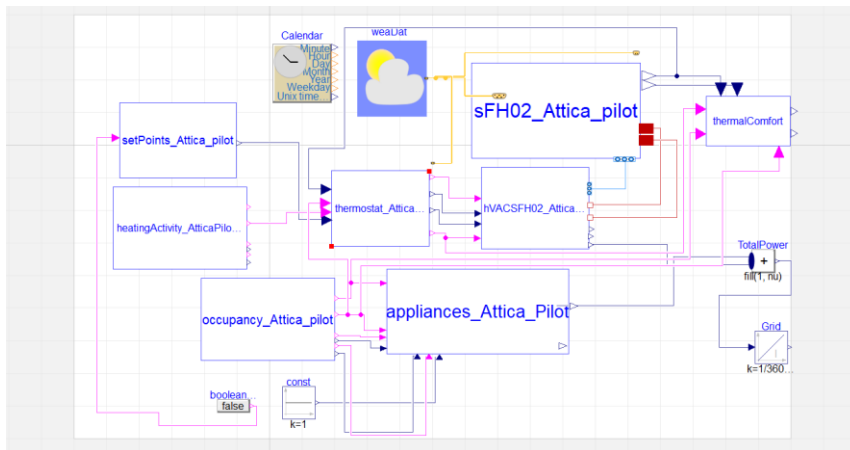 Calendar
weaDat
Minute
Hour
Day
Month
Year
Weekday
Unix time...
sFH02_Attica_pilot
thermalComfort
setPoints_Attica_pilot
thermostat_Attica...
hVACSFH02_Attica...
heatingActivity_AtticaPilo...
TotalPower
+
fill(1, nu)
occupancy_Attica_pilot
appliances_Attica_Pilot
Grid
k=1/360...
const
k=1
boolean...
false